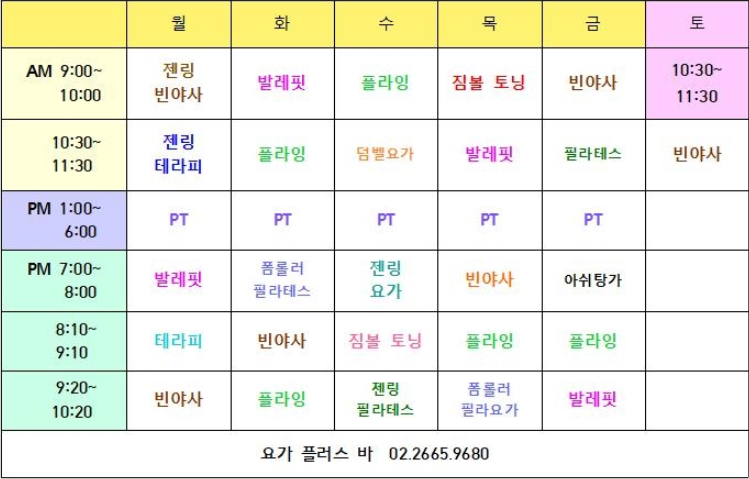 월 화 수 목 금 토
AM 9:00~ 10:00 젠링 빈야사 발레핏 플라잉 짐볼 토닝 빈야사 10:30~ 11:30
10:30~ 11:30 젠링 테라피 플라잉 덤벨요가 발레핏 필라테스 빈야사
PM 1:00~ 6:00 PT PT PT PT PT
PM 7:00~ 8:00 발레핏 폼롤러 필라테스 젠링 요가 빈야사 아쉬탕가
8:10~ 9:10 테라피 빈야사 짐볼 토닝 플라잉 플라잉
9:20~ 10:20 빈야사 플라잉 젠링 필라테스 폼롤러 필라요가 발레핏
요가 플러스 바 02.2665.9680